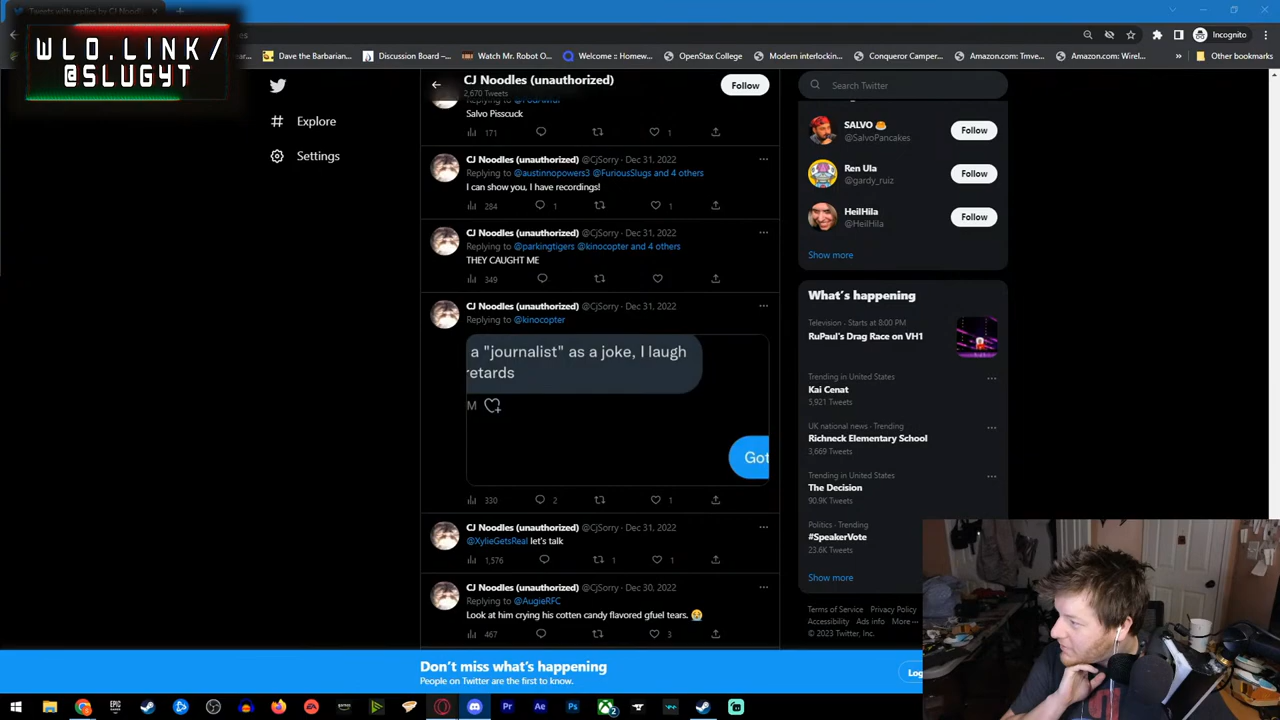 Tweets with replies by CJ Noodle
Incognito
WLO.LINK/
@SLUGYT
Dave the Barbarian...
Discussion Board –...
Watch Mr. Robot O...
Welcome :: Homew...
OpenStax College
Modern interlockin...
Conqueror Camper...
Amazon.com: Tmve...
Amazon.com: Wirel...
Other bookmarks
Explore
Settings
CJ Noodles (unauthorized)
2,670 Tweets
Follow
Salvo Pisscuck
171 1
CJ Noodles (unauthorized) @CjSorry · Dec 31, 2022
Replying to @austinnopowers3 @FuriousSlugs and 4 others
I can show you, I have recordings!
284 1 1
CJ Noodles (unauthorized) @CjSorry · Dec 31, 2022
Replying to @parkingtigers @kinocopter and 4 others
THEY CAUGHT ME
349
CJ Noodles (unauthorized) @CjSorry · Dec 31, 2022
Replying to @kinocopter
a "journalist" as a joke, I laugh
etards
M
Got
330 2 1
CJ Noodles (unauthorized) @CjSorry · Dec 31, 2022
@XylieGetsReal let's talk
1,576 1 1
CJ Noodles (unauthorized) @CjSorry · Dec 30, 2022
Replying to @AugieRFC
Look at him crying his cotten candy flavored gfuel tears. 😭
467 3
Search Twitter
SALVO 🥞
@SalvoPancakes
Follow
Ren Ula
@gardy_ruiz
Follow
HeilHila
@HeilHila
Follow
Show more
What's happening
Television · Starts at 8:00 PM
RuPaul's Drag Race on VH1
Trending in United States
Kai Cenat
5,921 Tweets
UK national news · Trending
Richneck Elementary School
3,669 Tweets
Trending in United States
The Decision
90.9K Tweets
Politics · Trending
#SpeakerVote
23.6K Tweets
Show more
Terms of Service Privacy Policy
Accessibility Ads info More ···
© 2023 Twitter, Inc.
Don't miss what's happening
People on Twitter are the first to know.
Log